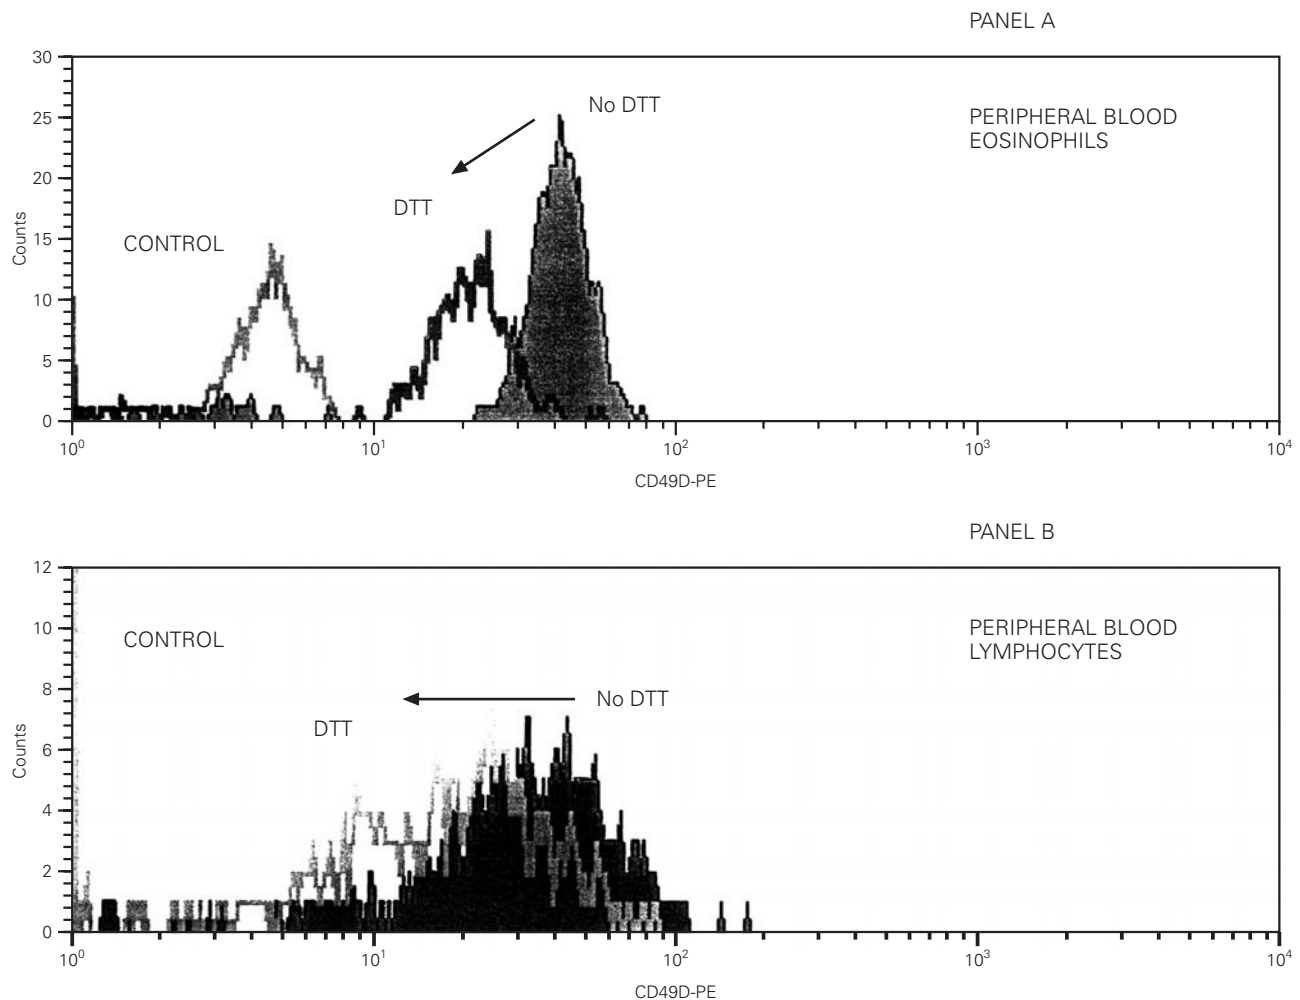 PANEL A
30
25
20
15
10
5
0
Counts
No DTT
DTT
CONTROL
PERIPHERAL BLOOD
EOSINOPHILS
10⁰ 10¹ 10² 10³ 10⁴
CD49D-PE
PANEL B
12
10
8
6
4
2
0
Counts
CONTROL
No DTT
DTT
PERIPHERAL BLOOD
LYMPHOCYTES
10⁰ 10¹ 10² 10³ 10⁴
CD49D-PE